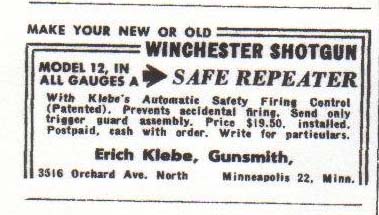 MAKE YOUR NEW OR OLD
WINCHESTER SHOTGUN
MODEL 12, IN
ALL GAUGES A SAFE REPEATER
With Klebe's Automatic Safety Firing Control
(Patented). Prevents accidental firing. Send only
trigger guard assembly. Price $19.50, installed.
Postpaid, cash with order. Write for particulars.
Erich Klebe, Gunsmith,
3516 Orchard Ave. North Minneapolis 22, Minn.